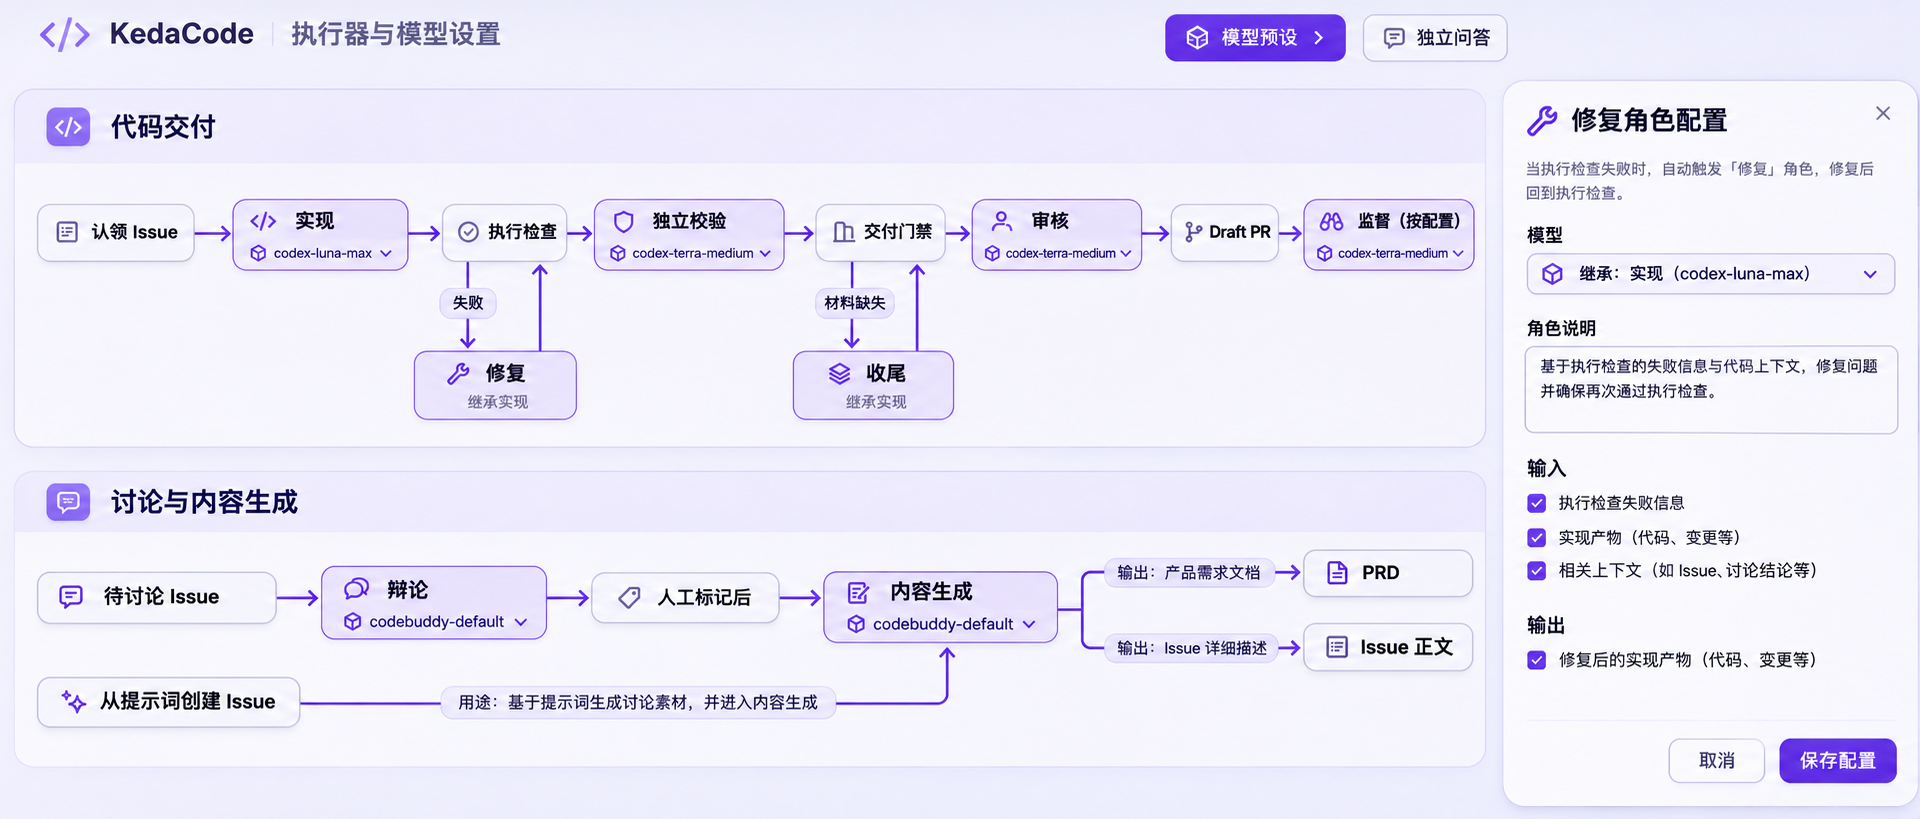 KedaCode
执行器与模型设置
模型预设
独立问答
代码交付
认领 Issue
实现
codex-luna-max
执行检查
独立校验
codex-terra-medium
交付门禁
审核
codex-terra-medium
Draft PR
监督（按配置）
codex-terra-medium
失败
材料缺失
修复
继承实现
收尾
继承实现
讨论与内容生成
待讨论 Issue
辩论
codebuddy-default
人工标记后
内容生成
codebuddy-default
输出：产品需求文档
PRD
输出：Issue 详细描述
Issue 正文
从提示词创建 Issue
用途：基于提示词生成讨论素材，并进入内容生成
修复角色配置
当执行检查失败时，自动触发「修复」角色，修复后
回到执行检查。
模型
继承：实现（codex-luna-max）
角色说明
基于执行检查的失败信息与代码上下文，修复问题
并确保再次通过执行检查。
输入
执行检查失败信息
实现产物（代码、变更等）
相关上下文（如 Issue、讨论结论等）
输出
修复后的实现产物（代码、变更等）
取消
保存配置